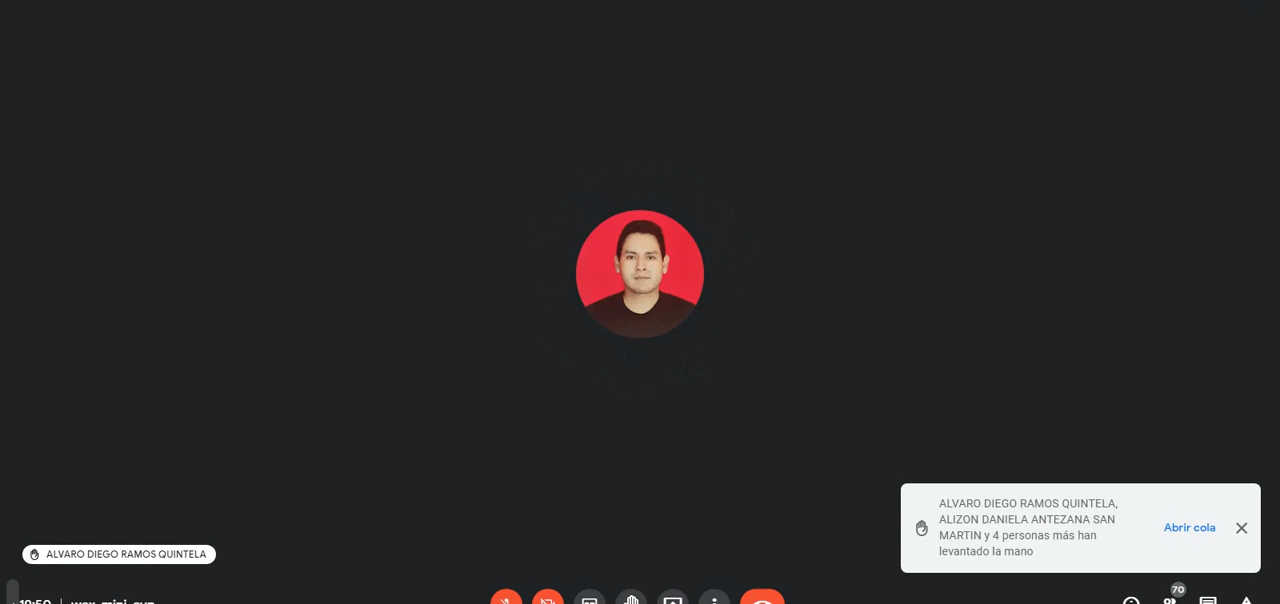 ALVARO DIEGO RAMOS QUINTELA,
ALIZON DANIELA ANTEZANA SAN
MARTIN y 4 personas más han
levantado la mano
Abrir cola
ALVARO DIEGO RAMOS QUINTELA
70